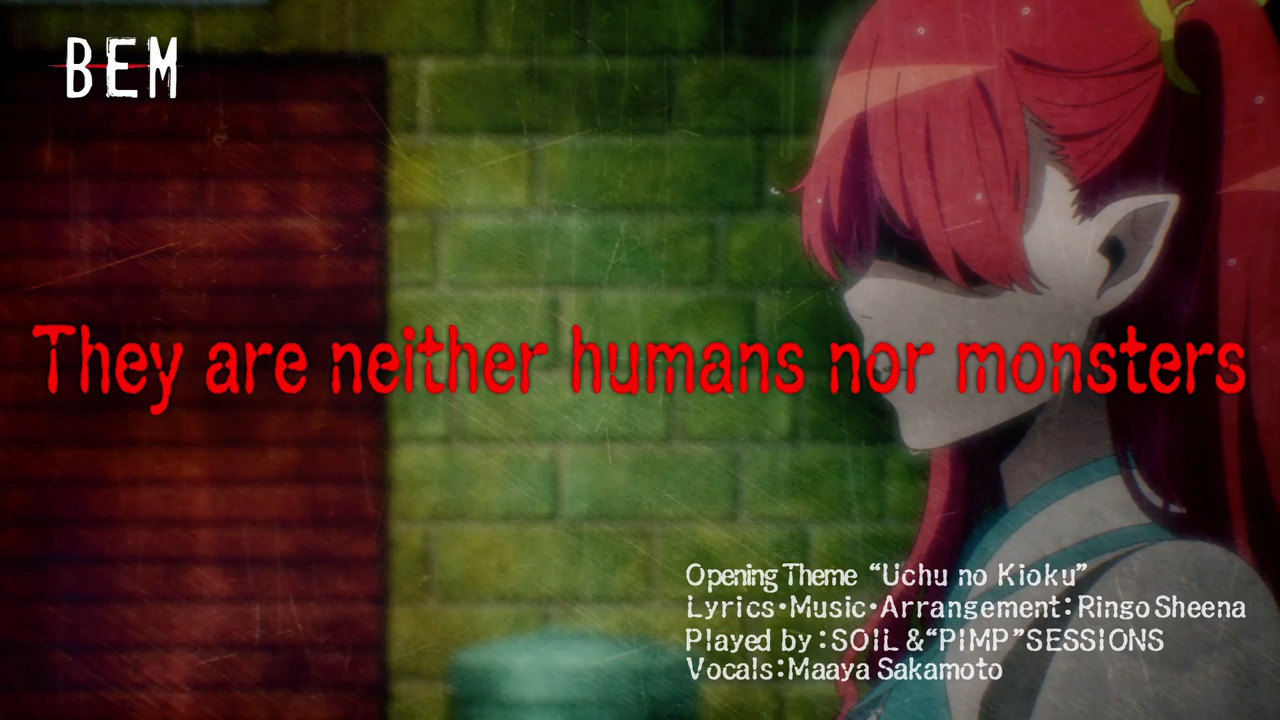 BEM
They are neither humans nor monsters
Opening Theme “Uchu no Kioku”
Lyrics･Music･Arrangement：Ringo Sheena
Played by：SOIL &“PIMP”SESSIONS
Vocals：Maaya Sakamoto